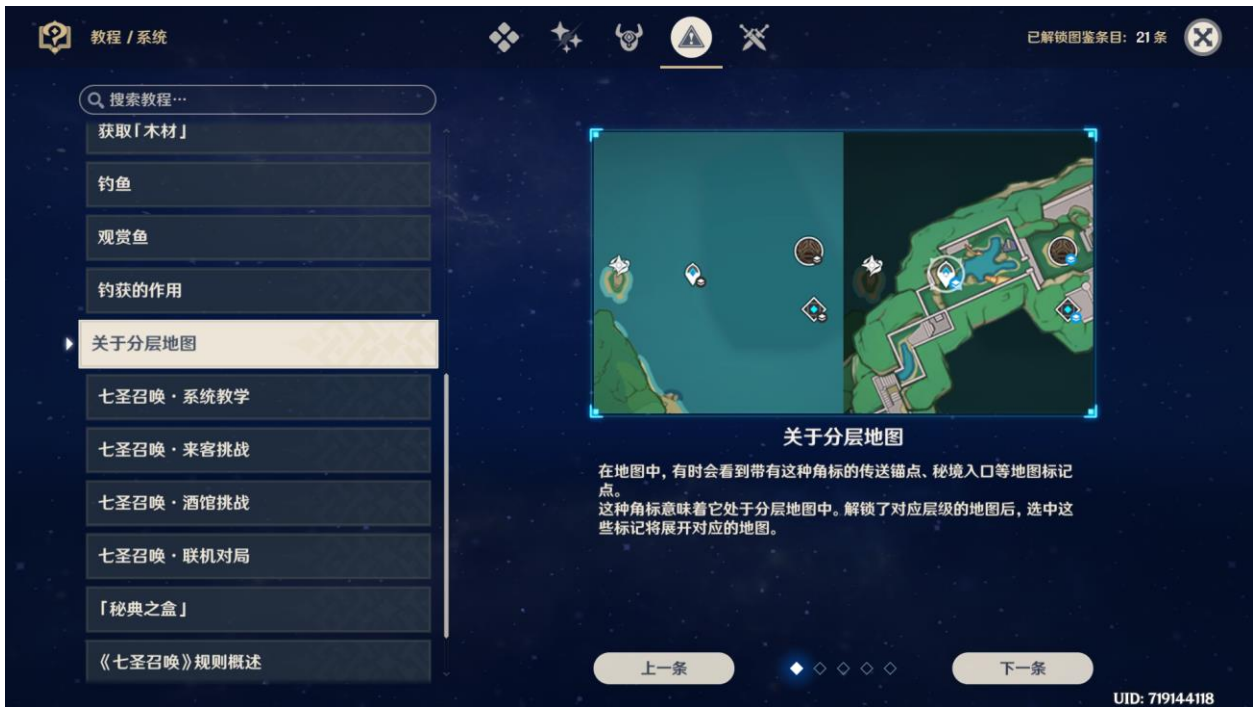 教程 / 系统
已解锁图鉴条目: 21 条
搜索教程…
获取「木材」
钓鱼
观赏鱼
钓获的作用
关于分层地图
七圣召唤・系统教学
七圣召唤・来客挑战
七圣召唤・酒馆挑战
七圣召唤・联机对局
「秘典之盒」
《七圣召唤》规则概述
关于分层地图
在地图中，有时会看到带有这种角标的传送锚点、秘境入口等地图标记
点。
这种角标意味着它处于分层地图中。解锁了对应层级的地图后，选中这
些标记将展开对应的地图。
上一条
下一条
UID: 719144118